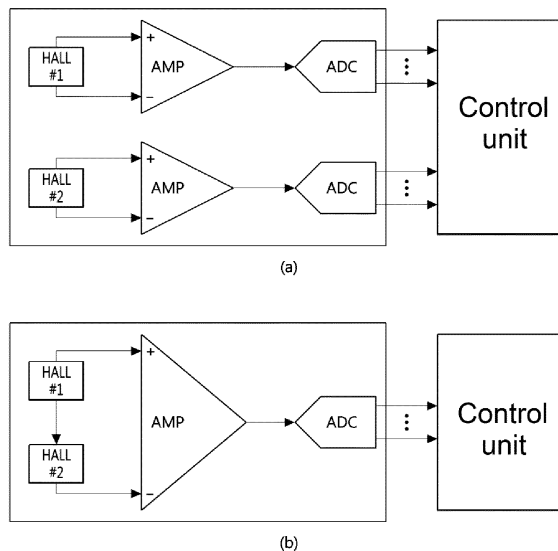 HALL
#1
+
AMP
−
ADC
Control
unit
HALL
#2
+
AMP
−
ADC
(a)
HALL
#1
+
AMP
ADC
Control
unit
HALL
#2
−
(b)